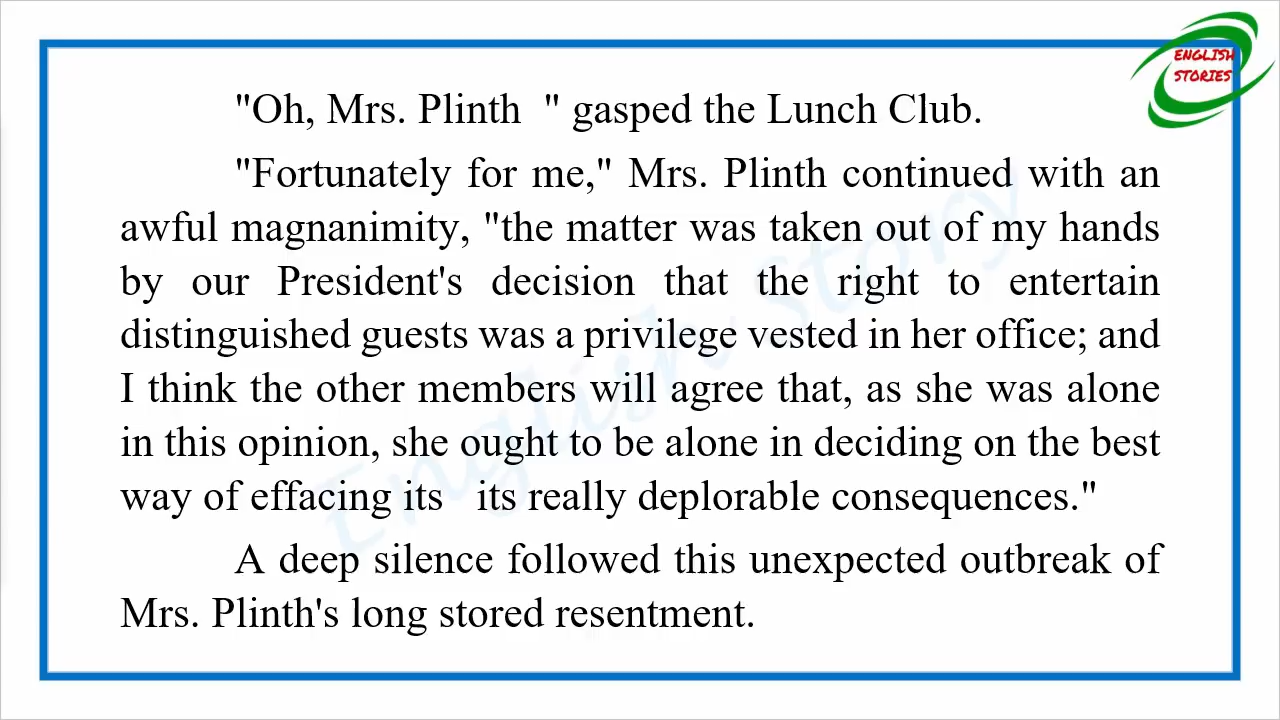 ENGLISH
STORIES
"Oh, Mrs. Plinth  " gasped the Lunch Club.
"Fortunately for me," Mrs. Plinth continued with an
awful magnanimity, "the matter was taken out of my hands
by our President's decision that the right to entertain
distinguished guests was a privilege vested in her office; and
I think the other members will agree that, as she was alone
in this opinion, she ought to be alone in deciding on the best
way of effacing its   its really deplorable consequences."
A deep silence followed this unexpected outbreak of
Mrs. Plinth's long stored resentment.
English story